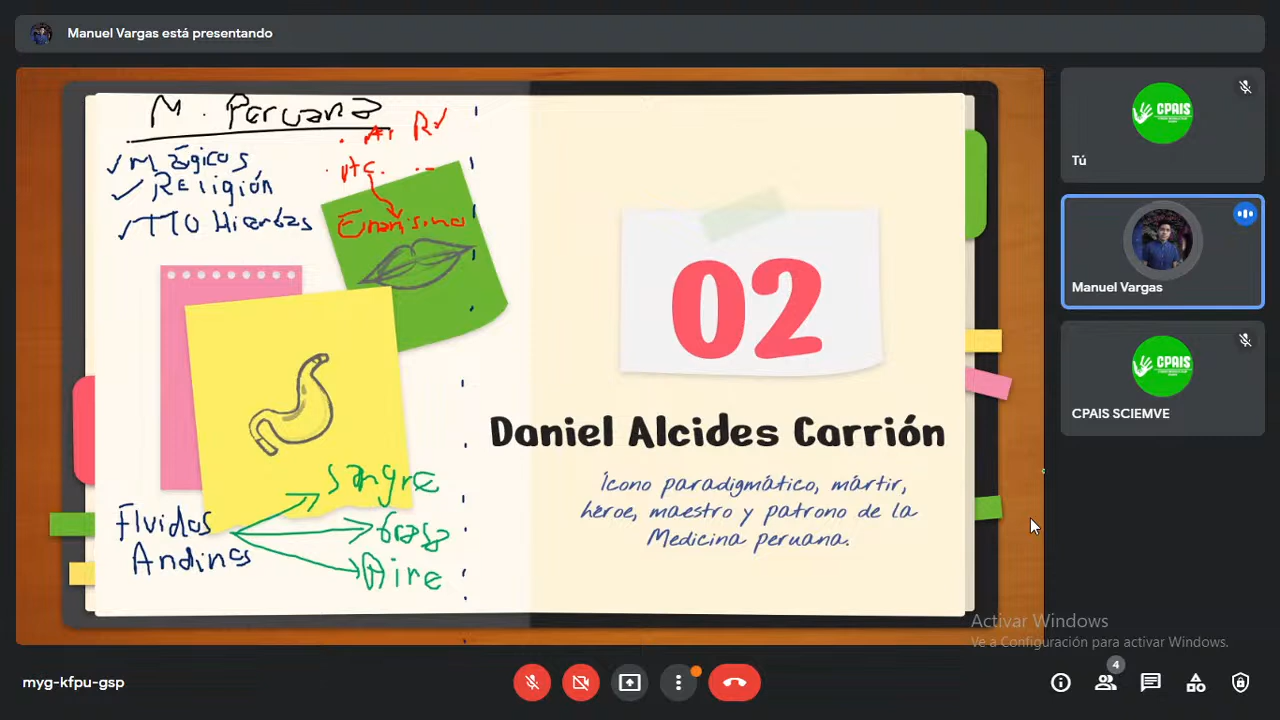 Manuel Vargas está presentando
M. Peruana
✓ Mágicos
✓ Religión
✓ TTO Hierbas
Sangre
Grasa
Aire
Fluidos
Andinos
02
Daniel Alcides Carrión
Ícono paradigmático, mártir,
héroe, maestro y patrono de la
Medicina peruana.
CPAIS
Tú
Manuel Vargas
CPAIS
CPAIS SCIEMVE
Activar Windows
Ve a Configuración para activar Windows.
myg-kfpu-gsp
4